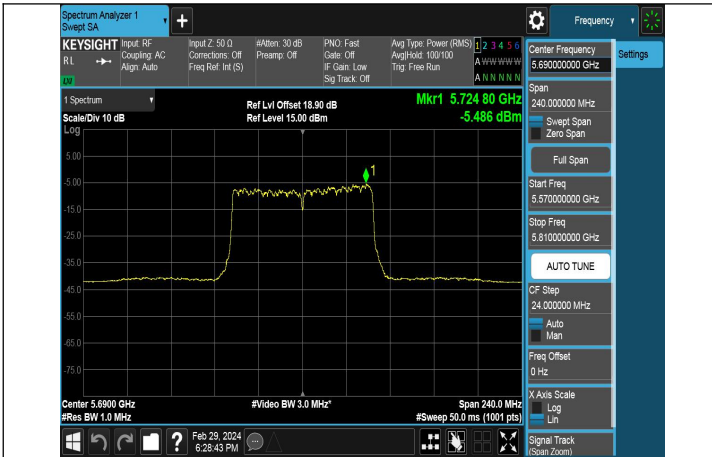 Spectrum Analyzer 1
Swept SA
+
Frequency
KEYSIGHT
RL
LXI
Input: RF
Coupling: AC
Align: Auto
Input Z: 50 Ω
Corrections: Off
Freq Ref: Int (S)
#Atten: 30 dB
Preamp: Off
PNO: Fast
Gate: Off
IF Gain: Low
Sig Track: Off
Avg Type: Power (RMS)
Avg|Hold: 100/100
Trig: Free Run
1 2 3 4 5 6
A W W W W W
A N N N N N
1 Spectrum
Scale/Div 10 dB
Log
Ref Lvl Offset 18.90 dB
Ref Level 15.00 dBm
Mkr1 5.724 80 GHz
-5.486 dBm
1
5.00
-5.00
-15.0
-25.0
-35.0
-45.0
-55.0
-65.0
-75.0
Center 5.6900 GHz
#Res BW 1.0 MHz
#Video BW 3.0 MHz*
Span 240.0 MHz
#Sweep 50.0 ms (1001 pts)
?
Feb 29, 2024
6:28:43 PM
Center Frequency
5.690000000 GHz
Settings
Span
240.000000 MHz
Swept Span
Zero Span
Full Span
Start Freq
5.570000000 GHz
Stop Freq
5.810000000 GHz
AUTO TUNE
CF Step
24.000000 MHz
Auto
Man
Freq Offset
0 Hz
X Axis Scale
Log
Lin
Signal Track
(Span Zoom)